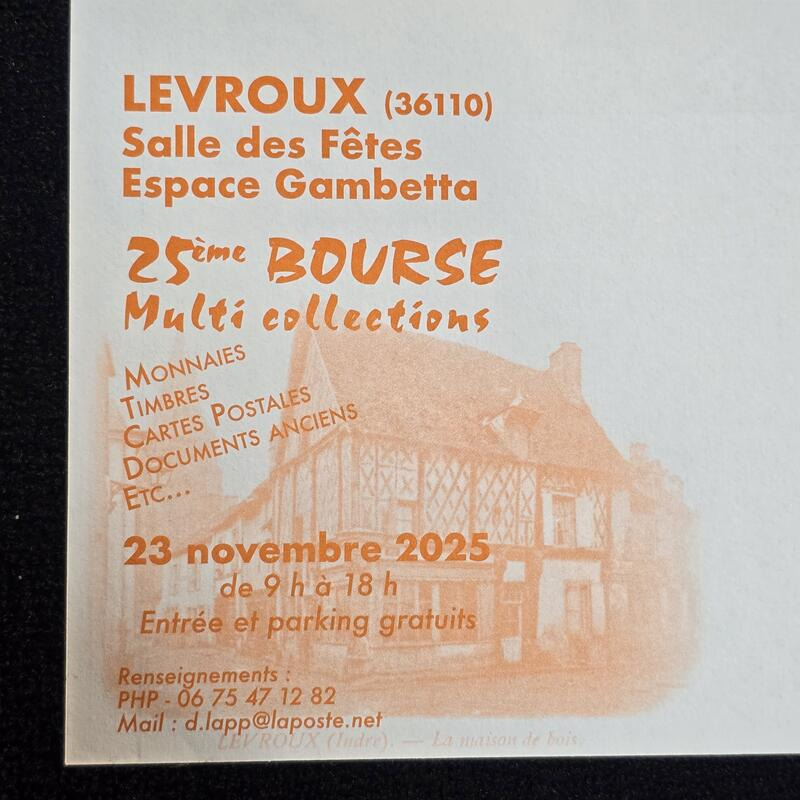 LEVROUX (36110)
Salle des Fêtes
Espace Gambetta
25ème BOURSE
Multi collections
MONNAIES
TIMBRES
CARTES POSTALES
DOCUMENTS ANCIENS
ETC...
23 novembre 2025
de 9 h à 18 h
Entrée et parking gratuits
Renseignements :
PHP - 06 75 47 12 82
Mail : d.lapp@laposte.net
LEVROUX (Indre). — La maison de bois.